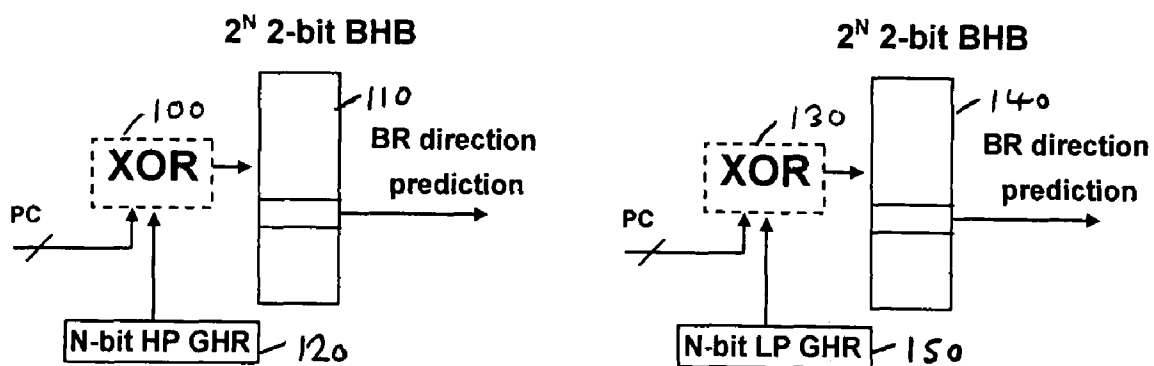 2^N 2-bit BHB
110
100
XOR
BR direction
prediction
PC
N-bit HP GHR
120
2^N 2-bit BHB
140
130
XOR
BR direction
prediction
PC
N-bit LP GHR
150